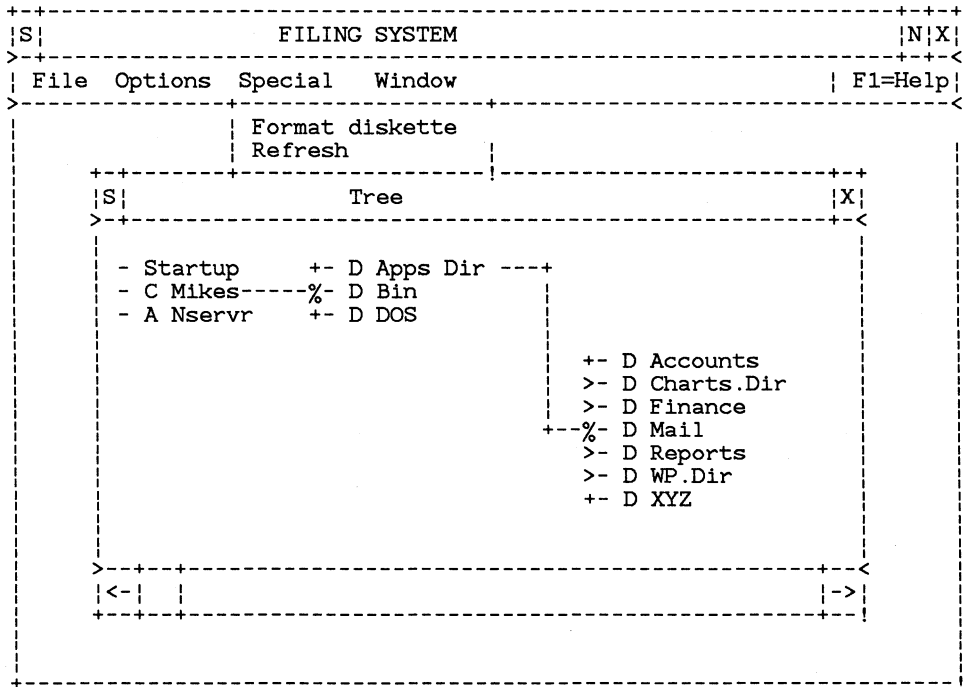 S FILING SYSTEM N X
File Options Special Window F1=Help
Format diskette
Refresh
S Tree X
- Startup +- D Apps Dir ---+
- C Mikes-----%- D Bin
- A Nservr +- D DOS
+- D Accounts
>- D Charts.Dir
>- D Finance
+--%- D Mail
>- D Reports
>- D WP.Dir
+- D XYZ
<- ->